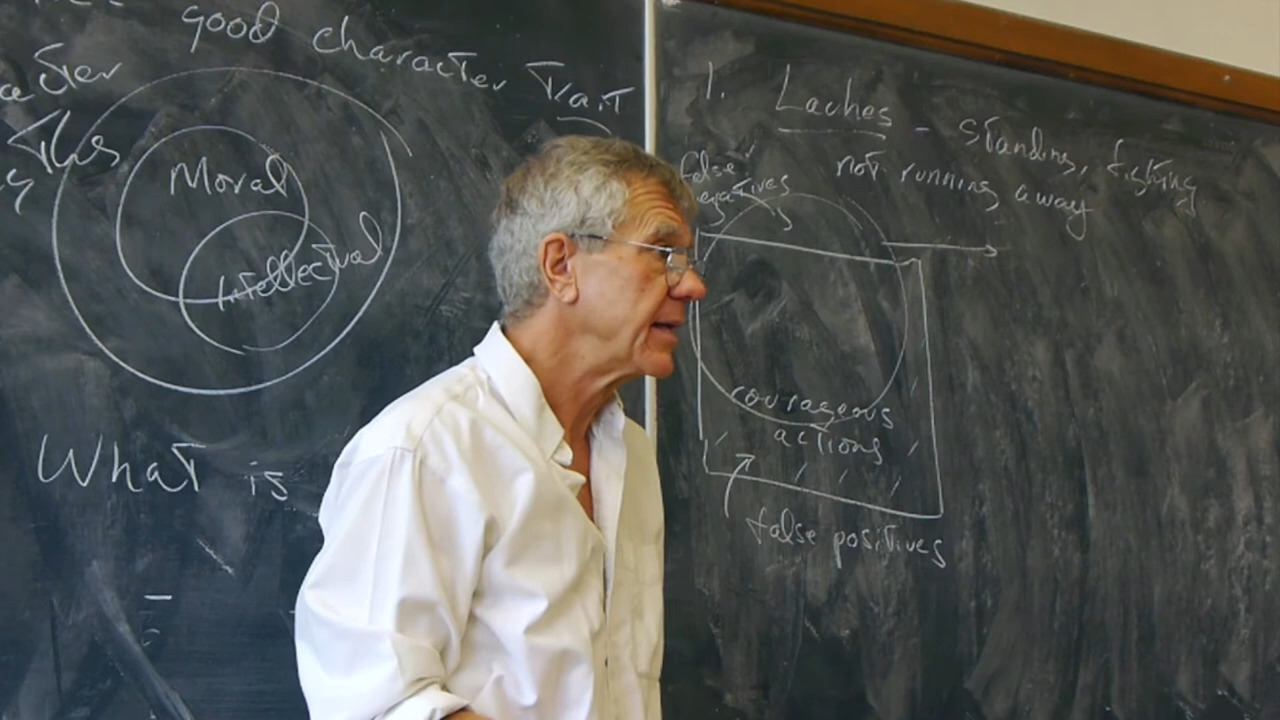 good character Trait
Moral
Intellectual
What is
1. Laches - standing, fighting
not running away
false
courageous
actions
false positives